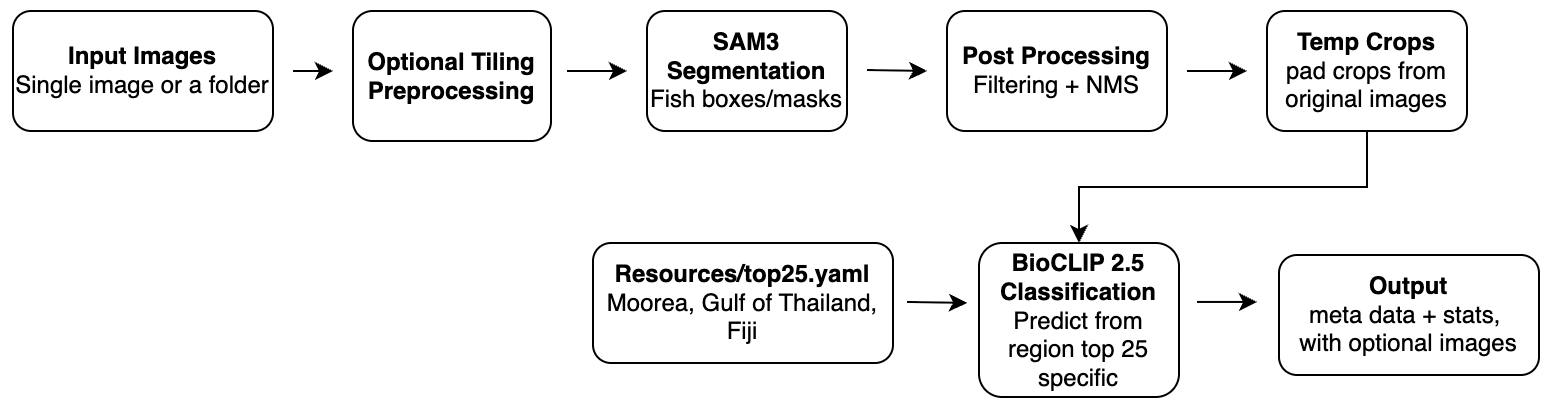 Input Images
Single image or a folder
Optional Tiling
Preprocessing
SAM3
Segmentation
Fish boxes/masks
Post Processing
Filtering + NMS
Temp Crops
pad crops from
original images
Resources/top25.yaml
Moorea, Gulf of Thailand,
Fiji
BioCLIP 2.5
Classification
Predict from
region top 25
specific
Output
meta data + stats,
with optional images